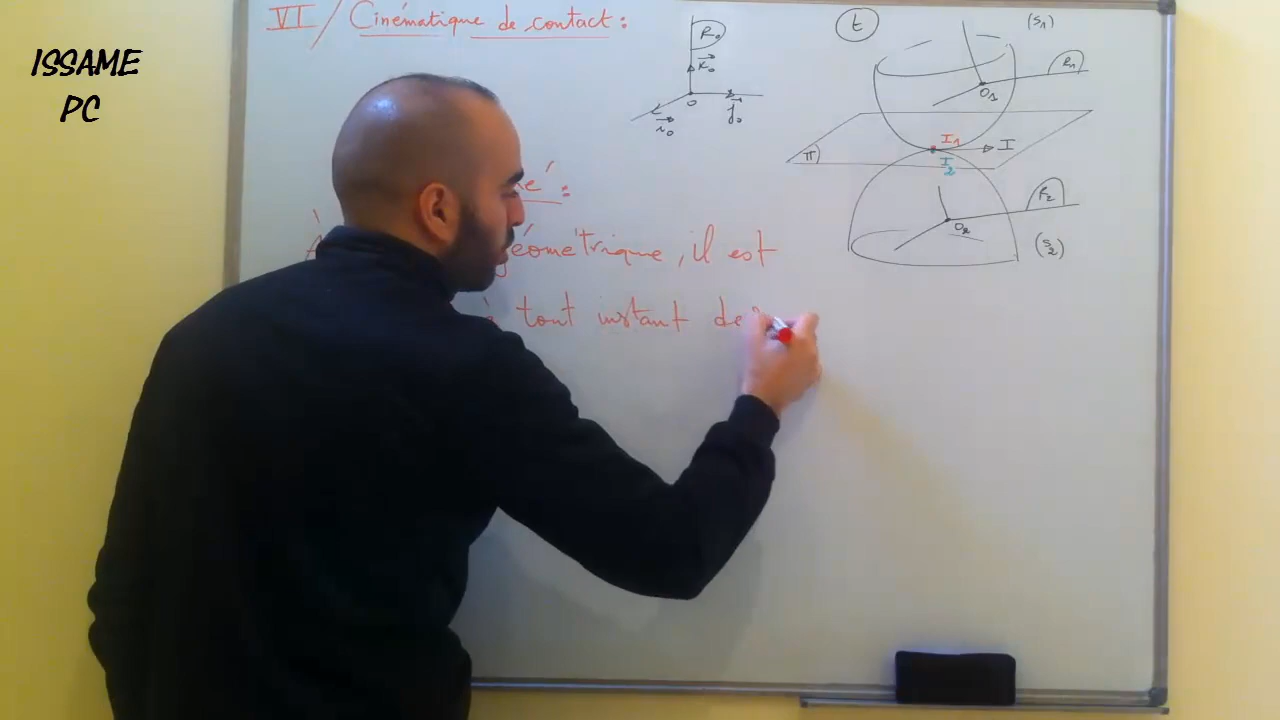 ISSAME
PC
VI / Cinématique de contact :
R₀
k₀
o
j₀
i₀
t
(S₁)
R₁
O₁
π
I₁
I
I₂
R₂
O₂
(S₂)
géométrique, il est
à tout instant de